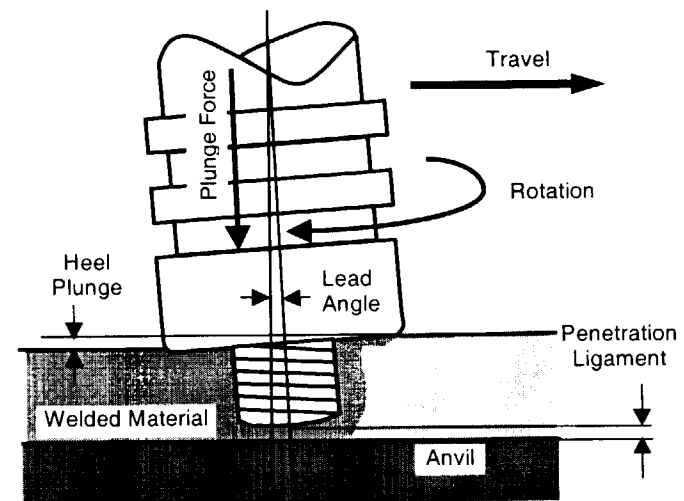 Travel
Plunge Force
Rotation
Heel
Plunge
Lead
Angle
Penetration
Ligament
Welded Material
Anvil